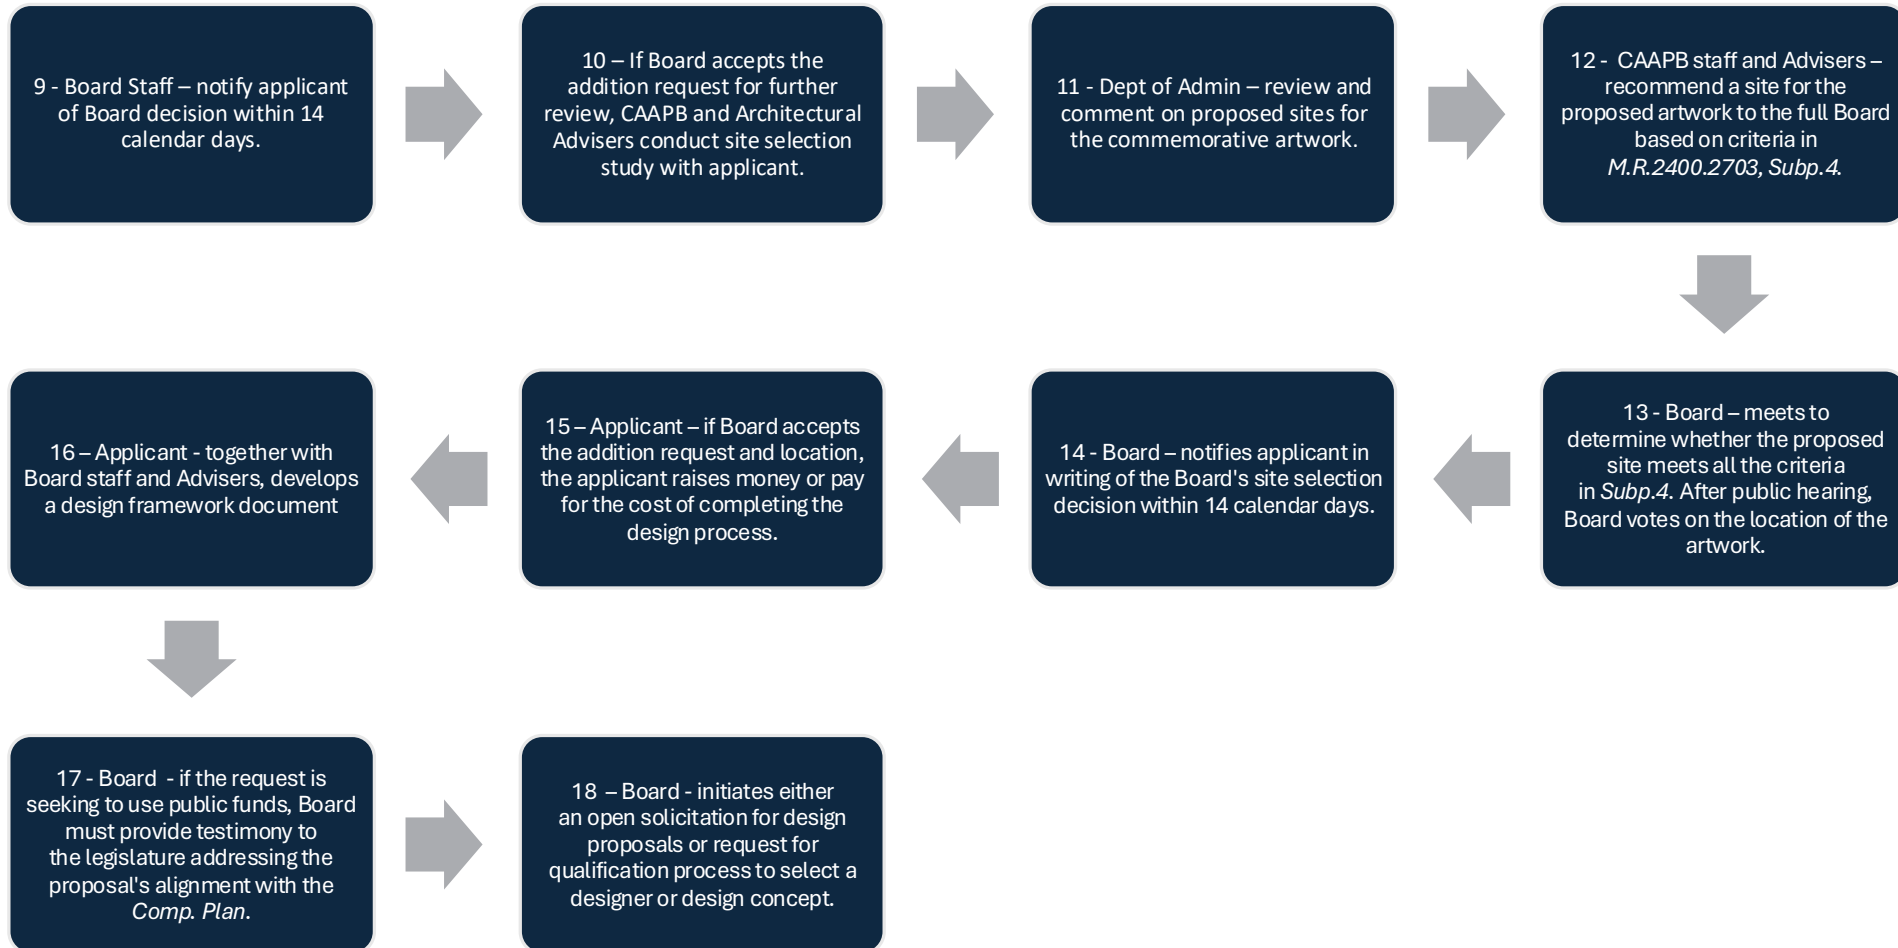 9 - Board Staff – notify applicant
of Board decision within 14
calendar days.
10 – If Board accepts the
addition request for further
review, CAAPB and Architectural
Advisers conduct site selection
study with applicant.
11 - Dept of Admin – review and
comment on proposed sites for
the commemorative artwork.
12 - CAAPB staff and Advisers –
recommend a site for the
proposed artwork to the full Board
based on criteria in
M.R.2400.2703, Subp.4.
13 - Board – meets to
determine whether the proposed
site meets all the criteria
in Subp.4. After public hearing,
Board votes on the location of the
artwork.
14 - Board – notifies applicant in
writing of the Board's site selection
decision within 14 calendar days.
15 – Applicant – if Board accepts
the addition request and location,
the applicant raises money or pay
for the cost of completing the
design process.
16 – Applicant - together with
Board staff and Advisers, develops
a design framework document
17 - Board - if the request is
seeking to use public funds, Board
must provide testimony to
the legislature addressing the
proposal's alignment with the
Comp. Plan.
18 – Board - initiates either
an open solicitation for design
proposals or request for
qualification process to select a
designer or design concept.